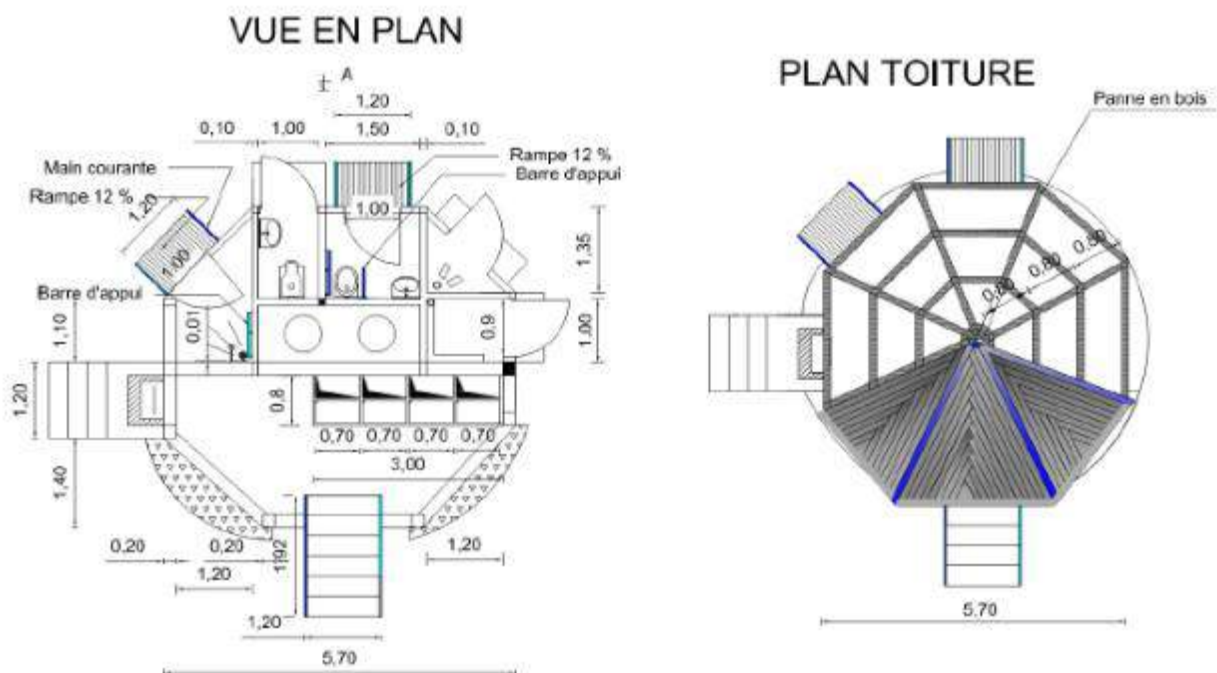 VUE EN PLAN
A
1,20
0,10 1,00 1,50 0,10
Main courante
Rampe 12 %
1,20
1,00
Rampe 12 %
Barre d'appui
1,00
1,35
Barre d'appui
1,10
0,01
0,9
1,00
1,20
0,8
0,70 0,70 0,70 0,70
3,00
1,40
0,20 0,20
1,92
1,20
1,20
1,20
5,70
PLAN TOITURE
Panne en bois
0,80 0,80 0,80
5,70